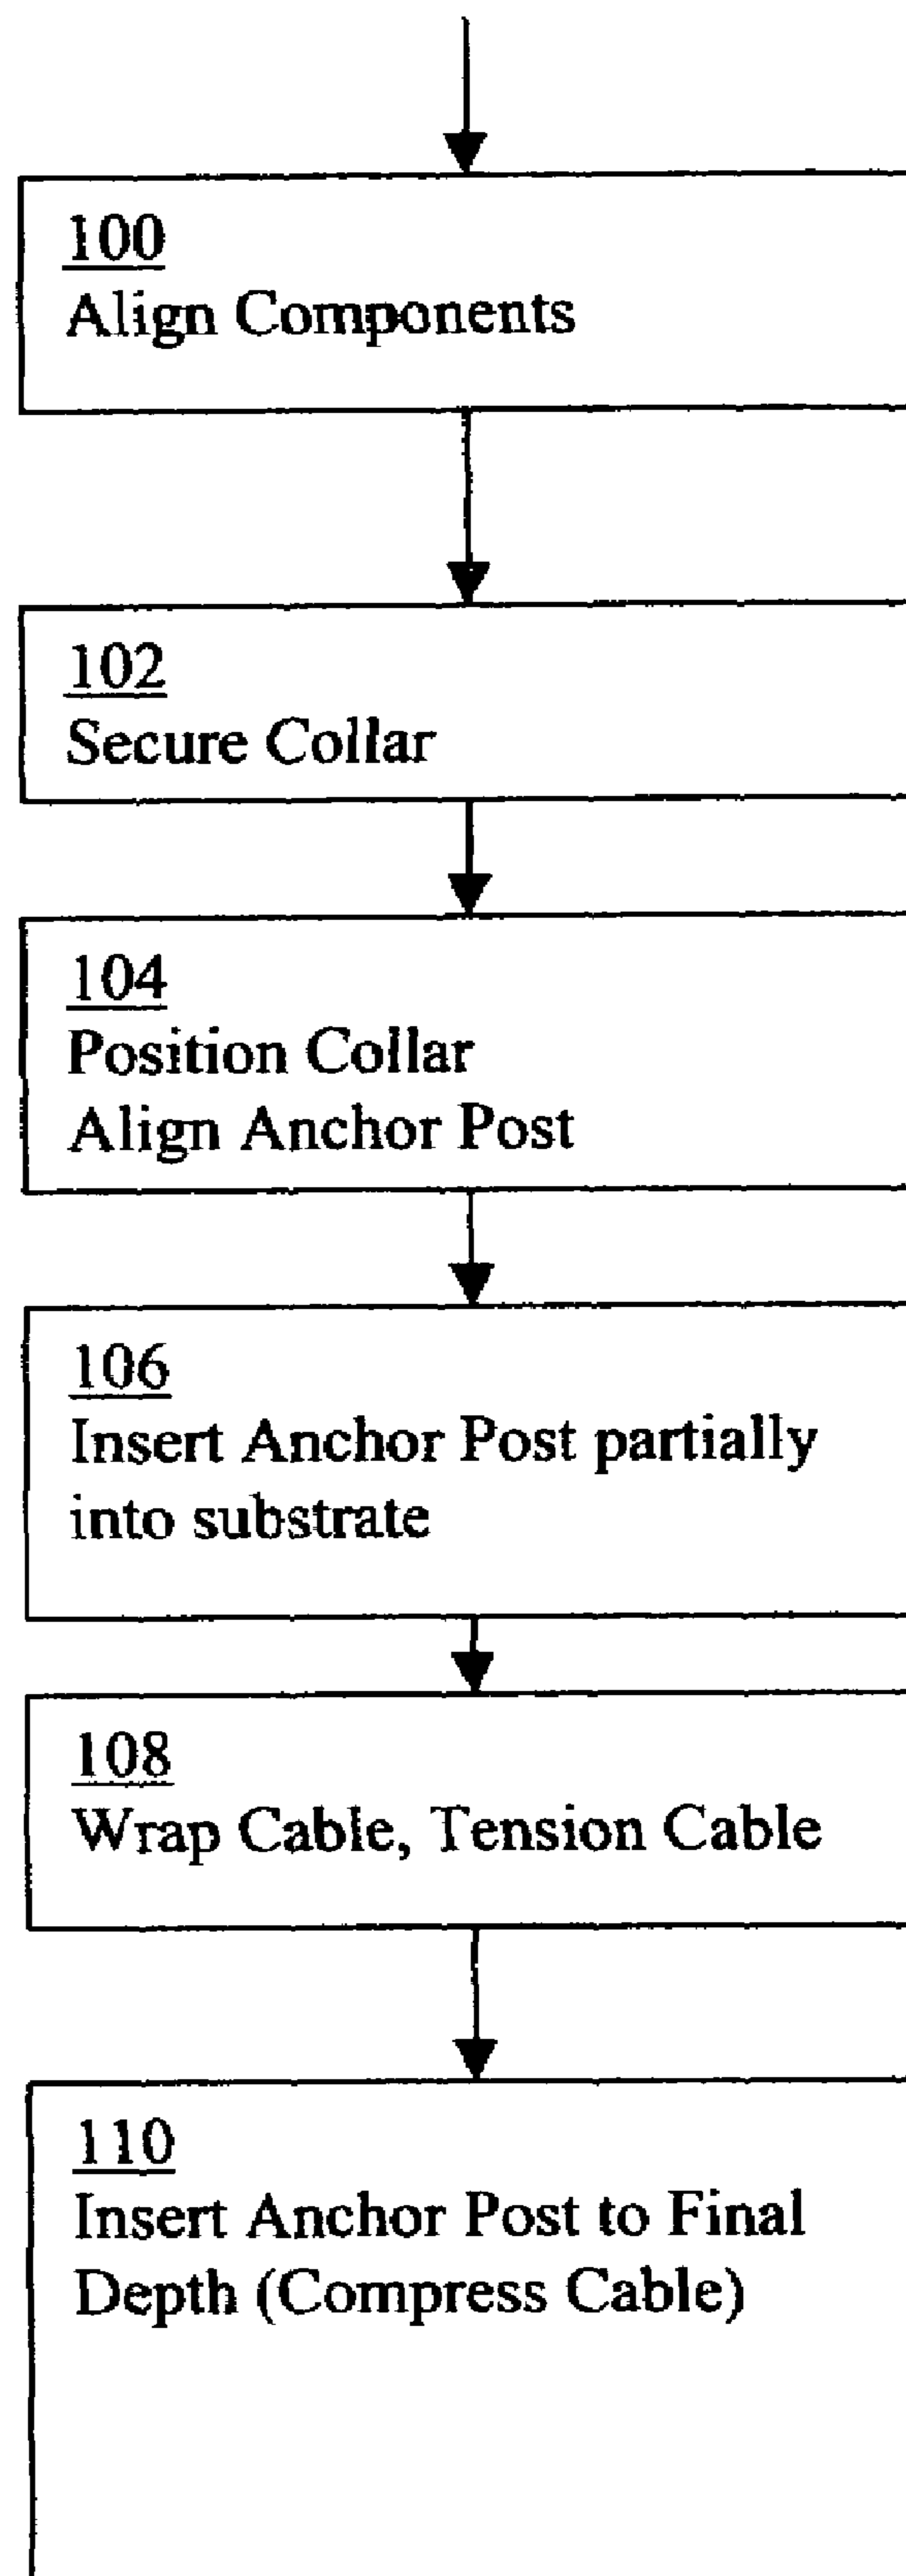 100
Align Components
102
Secure Collar
104
Position Collar
Align Anchor Post
106
Insert Anchor Post partially
into substrate
108
Wrap Cable, Tension Cable
110
Insert Anchor Post to Final
Depth (Compress Cable)